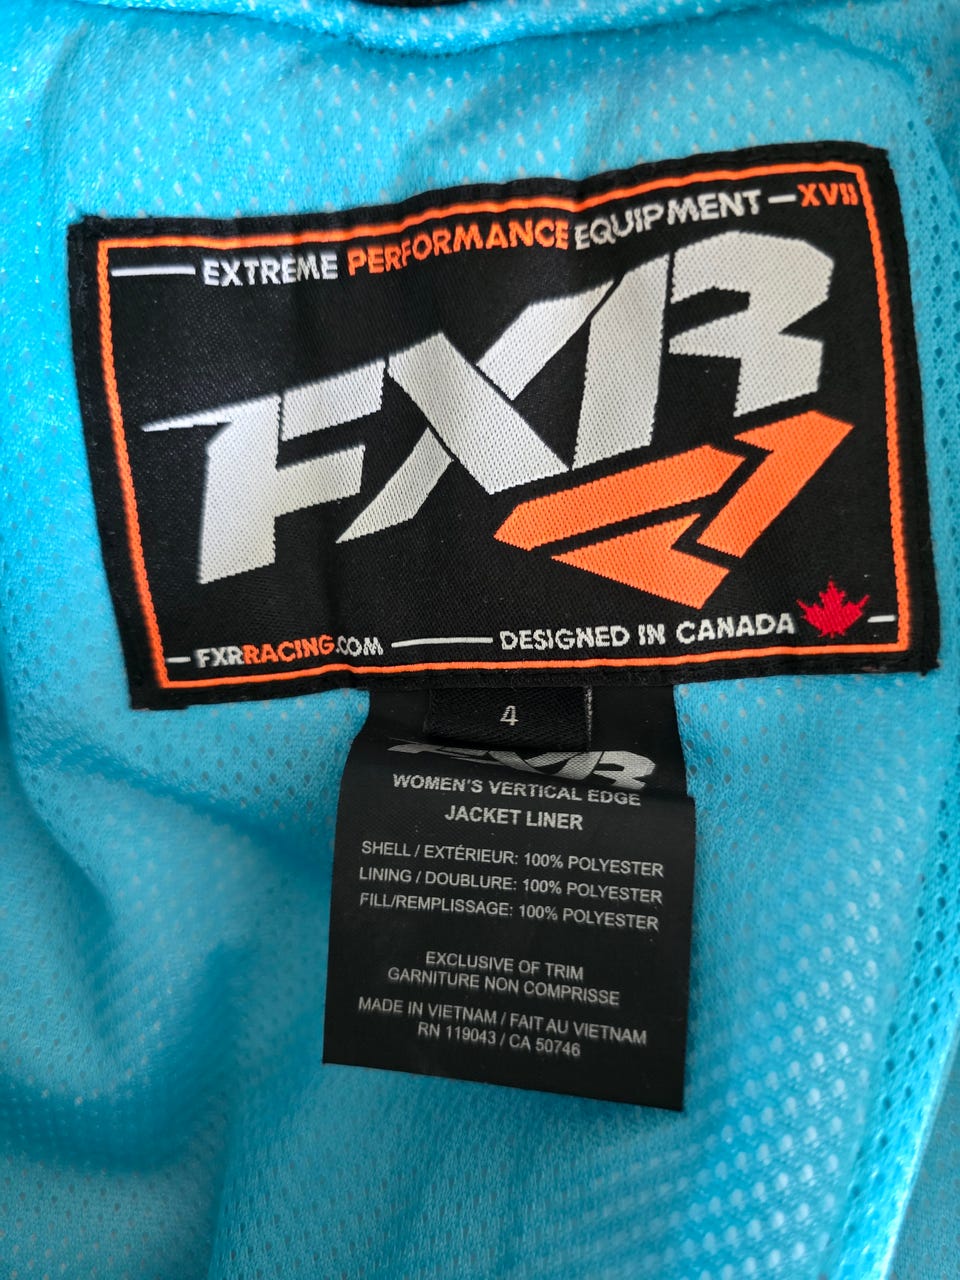 EXTREME PERFORMANCE EQUIPMENT — XVII
FXR
FXRRACING.COM — DESIGNED IN CANADA
4
FXR
WOMEN'S VERTICAL EDGE
JACKET LINER
SHELL / EXTÉRIEUR: 100% POLYESTER
LINING / DOUBLURE: 100% POLYESTER
FILL/REMPLISSAGE: 100% POLYESTER
EXCLUSIVE OF TRIM
GARNITURE NON COMPRISSE
MADE IN VIETNAM / FAIT AU VIETNAM
RN 119043 / CA 50746